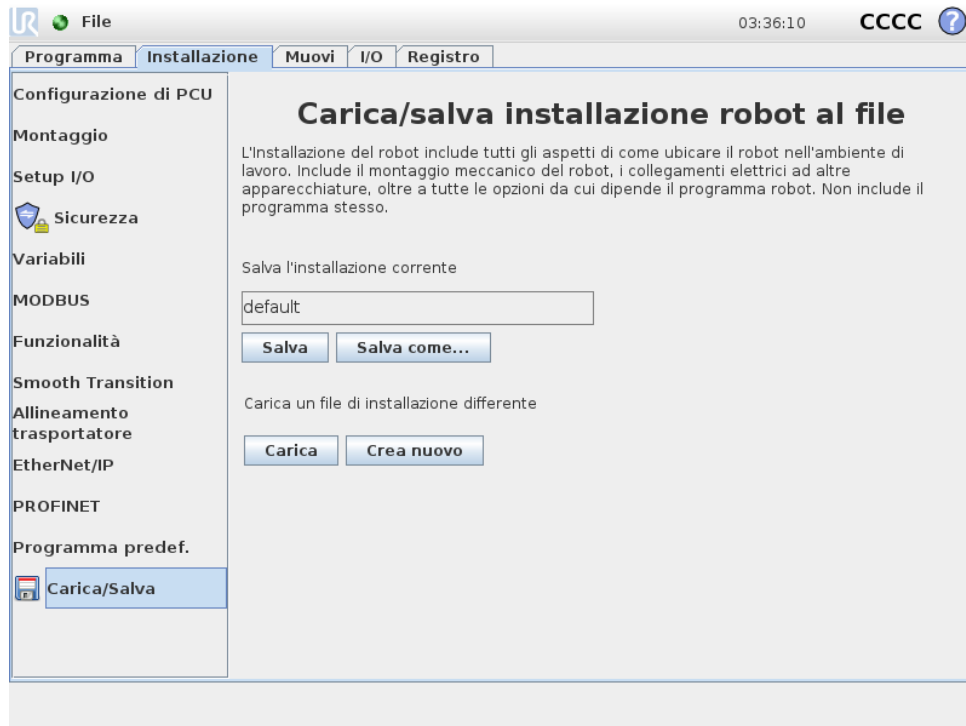 UR File 03:36:10 CCCC ?
Programma Installazione Muovi I/O Registro
Configurazione di PCU
Montaggio
Setup I/O
Sicurezza
Variabili
MODBUS
Funzionalità
Smooth Transition
Allineamento
trasportatore
EtherNet/IP
PROFINET
Programma predef.
Carica/Salva
Carica/salva installazione robot al file
L'Installazione del robot include tutti gli aspetti di come ubicare il robot nell'ambiente di
lavoro. Include il montaggio meccanico del robot, i collegamenti elettrici ad altre
apparecchiature, oltre a tutte le opzioni da cui dipende il programma robot. Non include il
programma stesso.
Salva l'installazione corrente
default
Salva Salva come...
Carica un file di installazione differente
Carica Crea nuovo